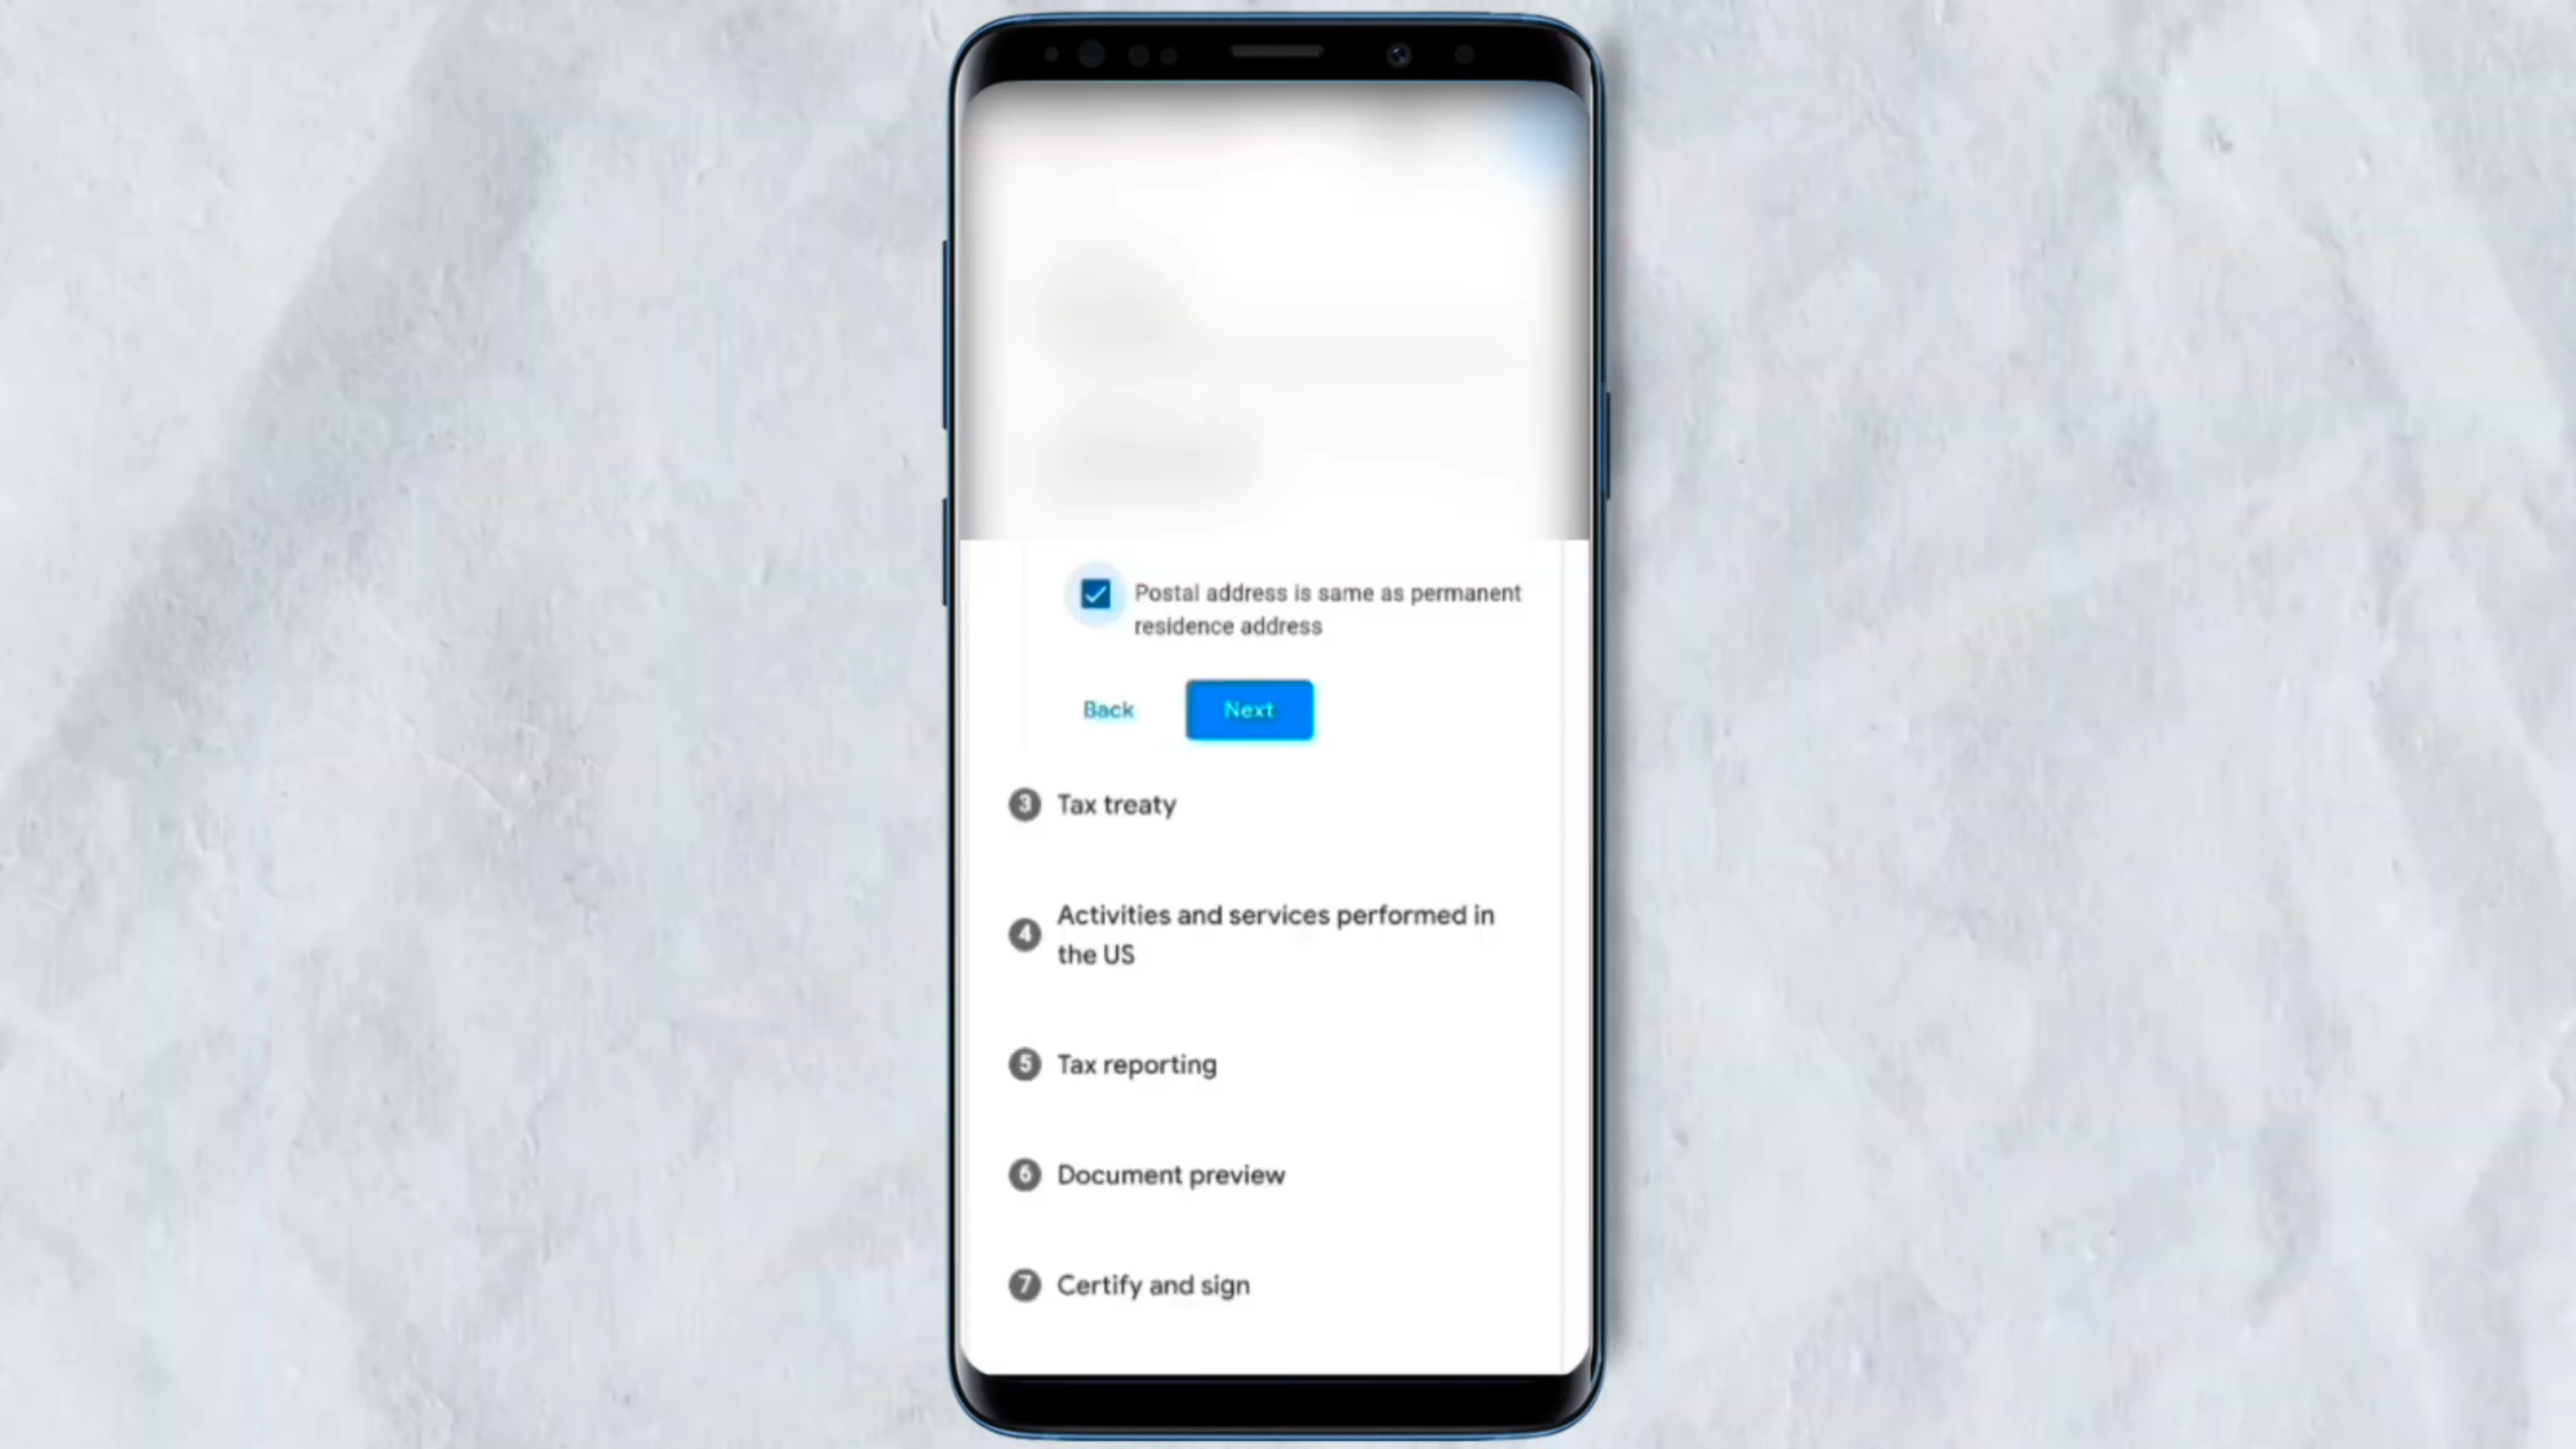 Postal address is same as permanent
residence address
Back Next
3 Tax treaty
4 Activities and services performed in
the US
5 Tax reporting
6 Document preview
7 Certify and sign